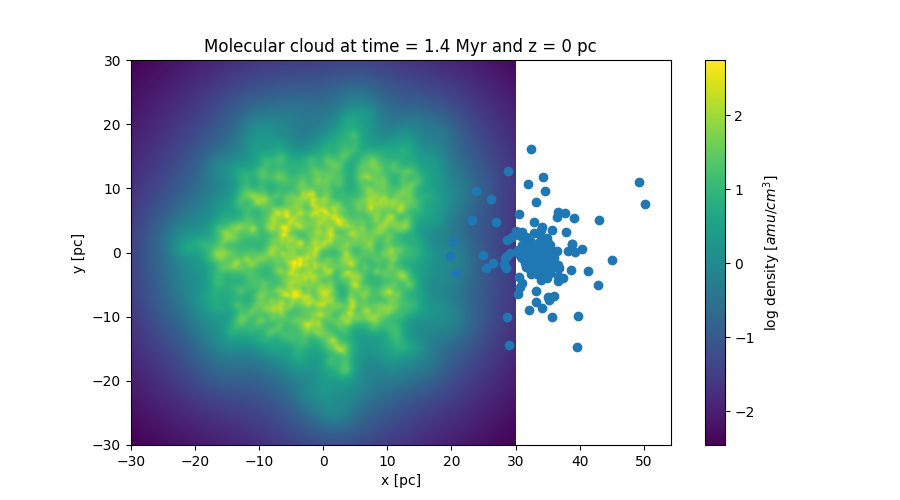 Molecular cloud at time = 1.4 Myr and z = 0 pc
30
20
10
0
−10
−20
−30
y [pc]
−30 −20 −10 0 10 20 30 40 50
x [pc]
2
1
0
−1
−2
log density [amu/cm³]